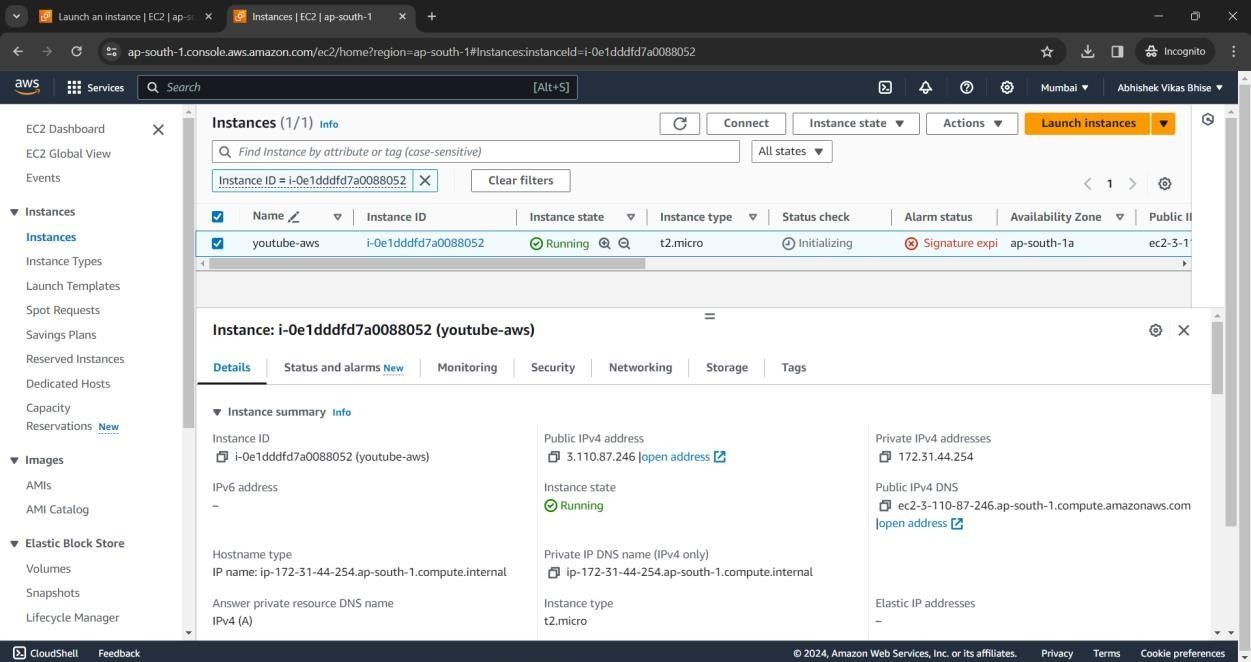 Launch an instance | EC2 | ap-sc
Instances | EC2 | ap-south-1
ap-south-1.console.aws.amazon.com/ec2/home?region=ap-south-1#Instances:instanceId=i-0e1dddfd7a0088052
Incognito
aws
Services
Search
[Alt+S]
Mumbai
Abhishek Vikas Bhise
EC2 Dashboard
EC2 Global View
Events
Instances
Instances
Instance Types
Launch Templates
Spot Requests
Savings Plans
Reserved Instances
Dedicated Hosts
Capacity
Reservations New
Images
AMIs
AMI Catalog
Elastic Block Store
Volumes
Snapshots
Lifecycle Manager
Instances (1/1) Info
Connect
Instance state
Actions
Launch instances
Find Instance by attribute or tag (case-sensitive)
All states
Instance ID = i-0e1dddfd7a0088052
Clear filters
1
Name Instance ID Instance state Instance type Status check Alarm status Availability Zone Public I
youtube-aws i-0e1dddfd7a0088052 Running t2.micro Initializing Signature expi ap-south-1a ec2-3-11
Instance: i-0e1dddfd7a0088052 (youtube-aws)
Details Status and alarms New Monitoring Security Networking Storage Tags
Instance summary Info
Instance ID
i-0e1dddfd7a0088052 (youtube-aws)
Public IPv4 address
3.110.87.246 |open address
Private IPv4 addresses
172.31.44.254
IPv6 address
–
Instance state
Running
Public IPv4 DNS
ec2-3-110-87-246.ap-south-1.compute.amazonaws.com
|open address
Hostname type
IP name: ip-172-31-44-254.ap-south-1.compute.internal
Private IP DNS name (IPv4 only)
ip-172-31-44-254.ap-south-1.compute.internal
Answer private resource DNS name
IPv4 (A)
Instance type
t2.micro
Elastic IP addresses
–
CloudShell Feedback
© 2024, Amazon Web Services, Inc. or its affiliates. Privacy Terms Cookie preferences